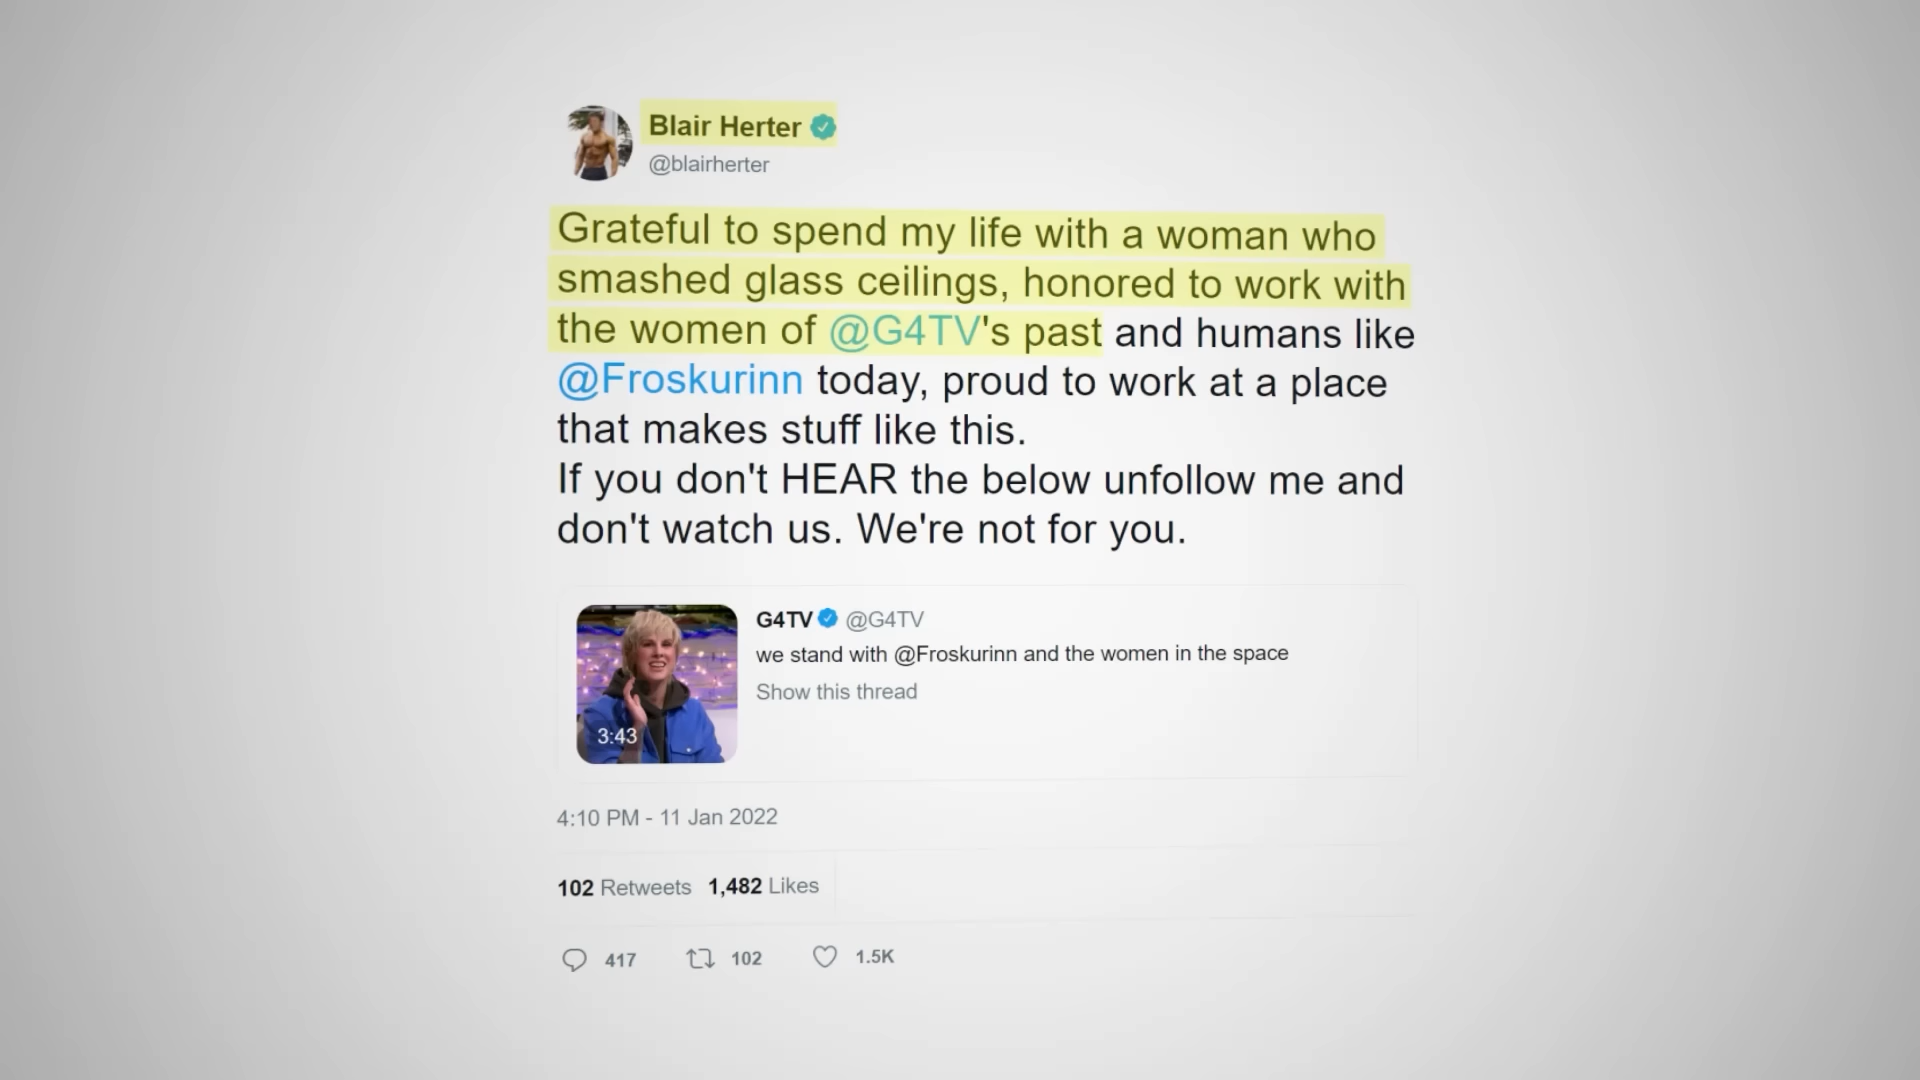 Blair Herter
@blairherter
Grateful to spend my life with a woman who
smashed glass ceilings, honored to work with
the women of @G4TV's past and humans like
@Froskurinn today, proud to work at a place
that makes stuff like this.
If you don't HEAR the below unfollow me and
don't watch us. We're not for you.
G4TV @G4TV
we stand with @Froskurinn and the women in the space
Show this thread
3:43
4:10 PM - 11 Jan 2022
102 Retweets 1,482 Likes
417 102 1.5K